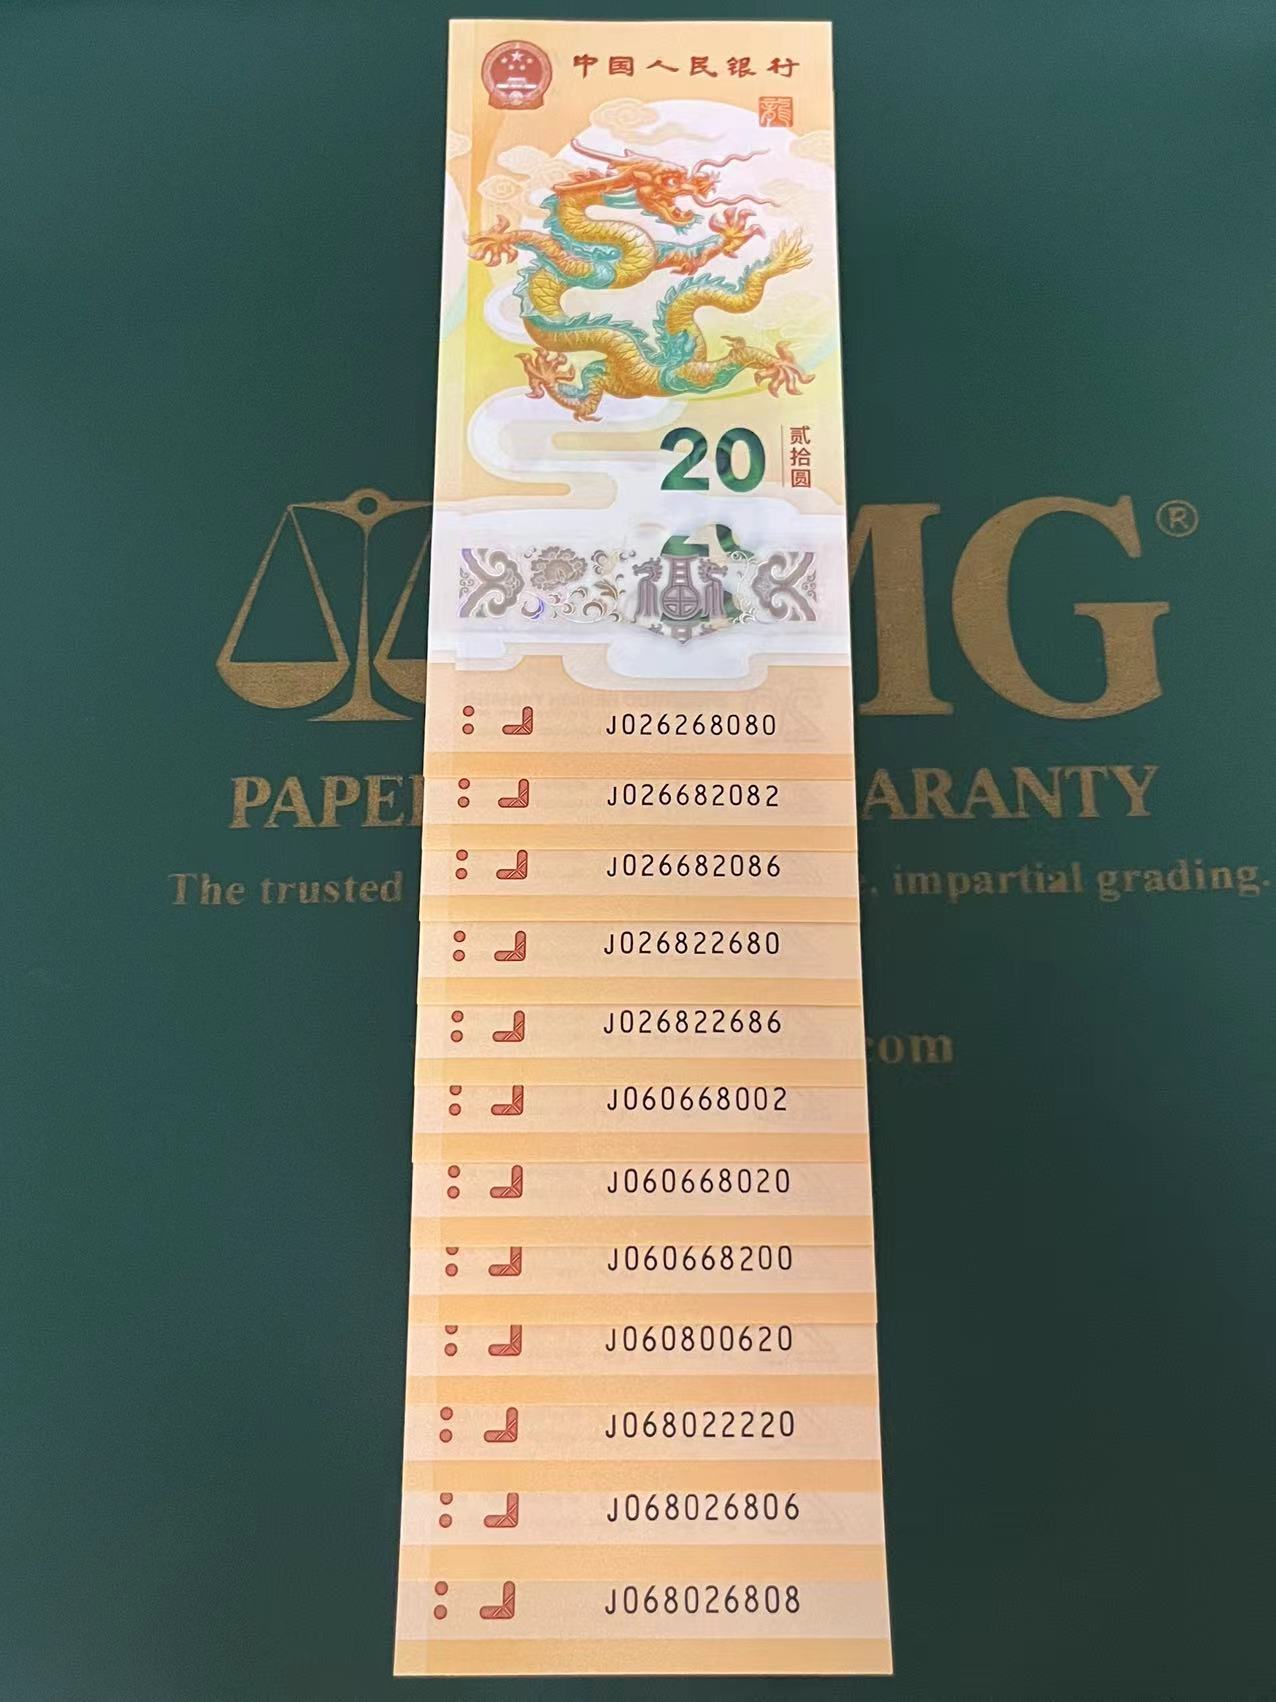 中国人民银行
龍
20
贰拾圆
MG®
PAPE ARANTY
The trusted , impartial grading.
.com
J026268080
J026682082
J026682086
J026822680
J026822686
J060668002
J060668020
J060668200
J060800620
J068022220
J068026806
J068026808